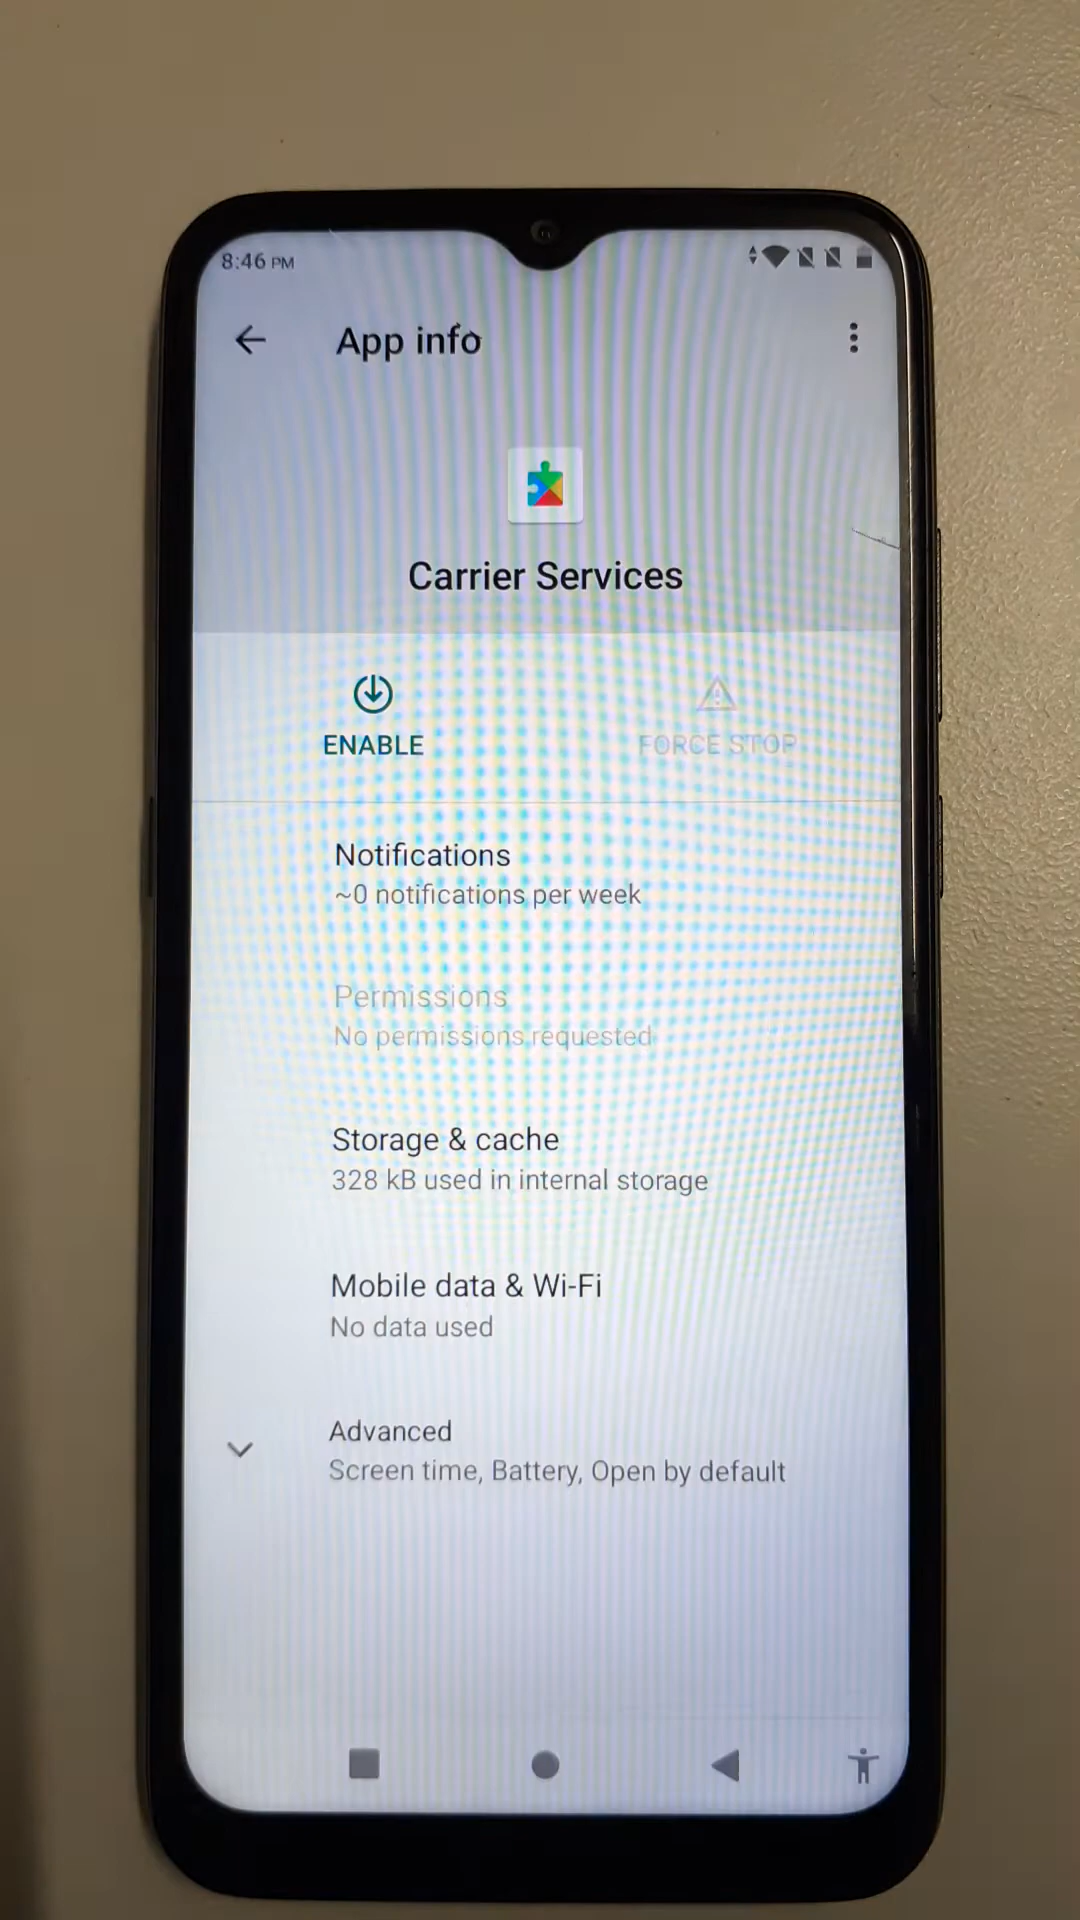 8:46 PM
App info
Carrier Services
ENABLE
FORCE STOP
Notifications
~0 notifications per week
Permissions
No permissions requested
Storage & cache
328 kB used in internal storage
Mobile data & Wi-Fi
No data used
Advanced
Screen time, Battery, Open by default